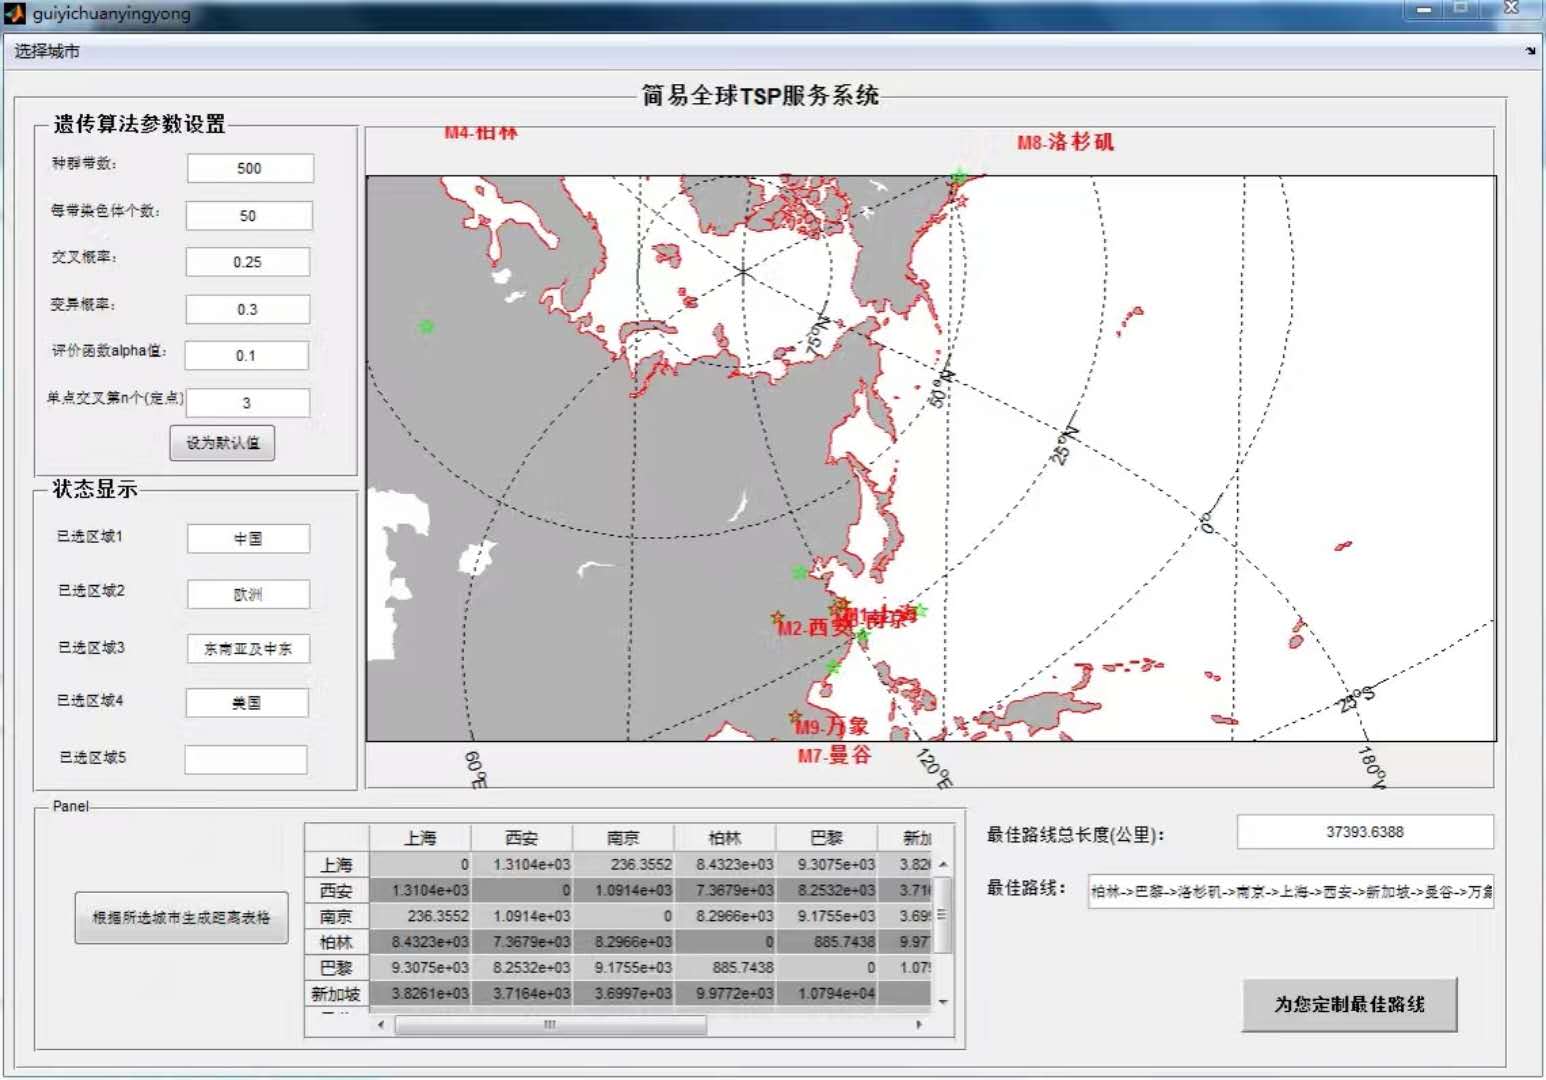 guiyichuanyingyong
选择城市
简易全球TSP服务系统
遗传算法参数设置
种群带数:
500
每带染色体个数:
50
交叉概率:
0.25
变异概率:
0.3
评价函数alpha值:
0.1
单点交叉第n个(定点)
3
设为默认值
状态显示
已选区域1
中国
已选区域2
欧洲
已选区域3
东南亚及中东
已选区域4
美国
已选区域5
M4-柏林
M8-洛杉矶
75°N
50°N
25°N
0°
25°S
M1-上海
南京
M2-西安
M9-万象
M7-曼谷
60°E
120°E
180°W
Panel
根据所选城市生成距离表格
上海 西安 南京 柏林 巴黎 新加
上海 0 1.3104e+03 236.3552 8.4323e+03 9.3075e+03 3.82
西安 1.3104e+03 0 1.0914e+03 7.3679e+03 8.2532e+03 3.71
南京 236.3552 1.0914e+03 0 8.2966e+03 9.1755e+03 3.69
柏林 8.4323e+03 7.3679e+03 8.2966e+03 0 885.7438 9.97
巴黎 9.3075e+03 8.2532e+03 9.1755e+03 885.7438 0 1.07
新加坡 3.8261e+03 3.7164e+03 3.6997e+03 9.9772e+03 1.0794e+04
最佳路线总长度(公里):
37393.6388
最佳路线:
柏林->巴黎->洛杉矶->南京->上海->西安->新加坡->曼谷->万象
为您定制最佳路线